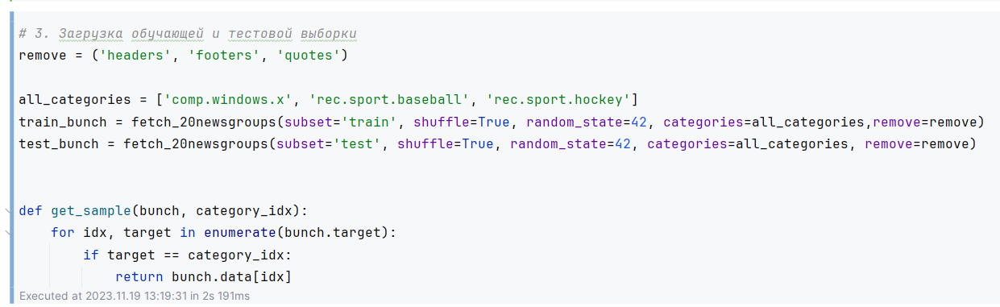 # 3. Загрузка обучающей и тестовой выборки
remove = ('headers', 'footers', 'quotes')
all_categories = ['comp.windows.x', 'rec.sport.baseball', 'rec.sport.hockey']
train_bunch = fetch_20newsgroups(subset='train', shuffle=True, random_state=42, categories=all_categories,remove=remove)
test_bunch = fetch_20newsgroups(subset='test', shuffle=True, random_state=42, categories=all_categories, remove=remove)
def get_sample(bunch, category_idx):
    for idx, target in enumerate(bunch.target):
        if target == category_idx:
            return bunch.data[idx]
Executed at 2023.11.19 13:19:31 in 2s 191ms